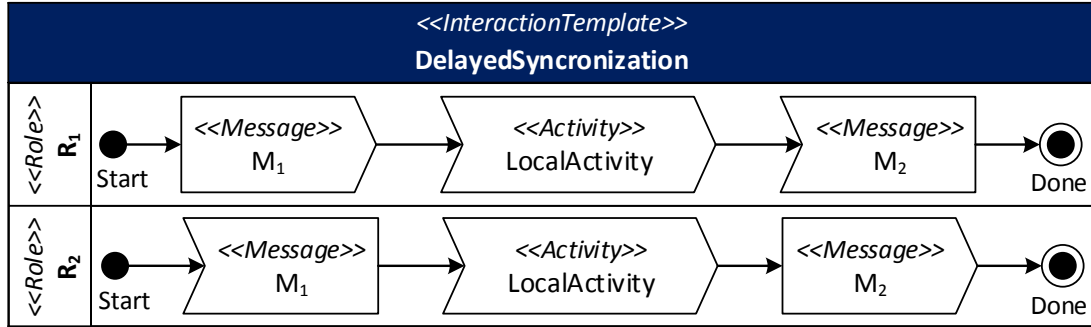 <<InteractionTemplate>>
DelayedSyncronization
<<Role>>
R₁
Start
<<Message>>
M₁
<<Activity>>
LocalActivity
<<Message>>
M₂
Done
<<Role>>
R₂
Start
<<Message>>
M₁
<<Activity>>
LocalActivity
<<Message>>
M₂
Done